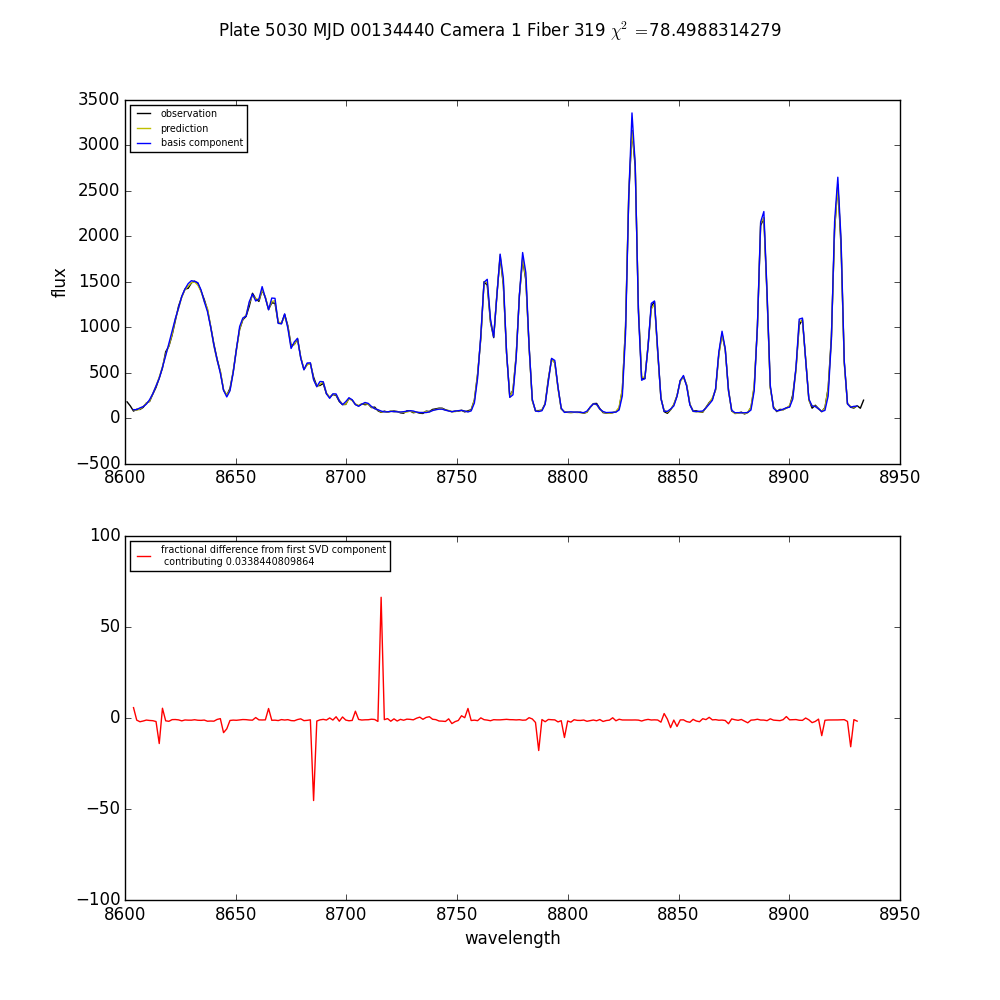 Plate 5030 MJD 00134440 Camera 1 Fiber 319 χ² =78.4988314279
3500
3000
2500
2000
1500
1000
500
0
−500
flux
observation
prediction
basis component
8600 8650 8700 8750 8800 8850 8900 8950
100
50
0
−50
−100
fractional difference from first SVD component
contributing 0.0338440809864
8600 8650 8700 8750 8800 8850 8900 8950
wavelength